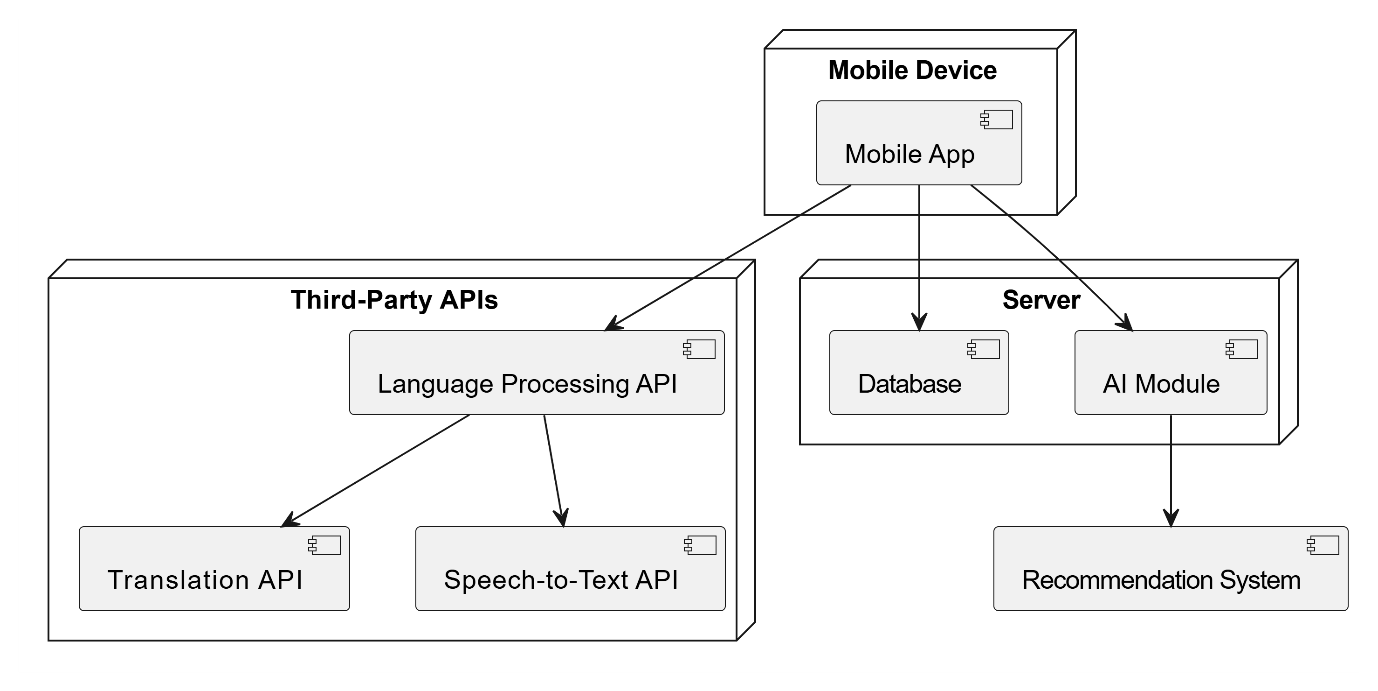 Mobile Device
Mobile App
Third-Party APIs
Server
Language Processing API
Database
AI Module
Translation API
Speech-to-Text API
Recommendation System